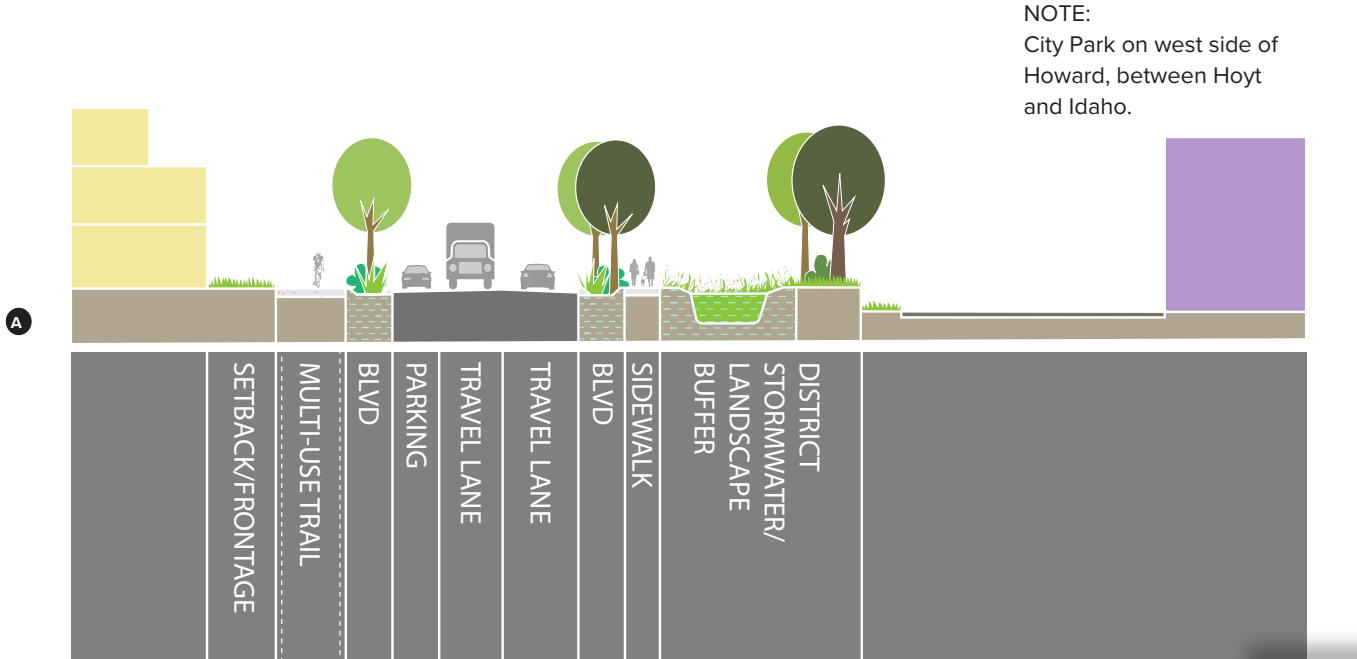 NOTE:
City Park on west side of
Howard, between Hoyt
and Idaho.
A
SETBACK/FRONTAGE
MULTI-USE TRAIL
BLVD
PARKING
TRAVEL LANE
TRAVEL LANE
BLVD
SIDEWALK
DISTRICT
STORMWATER/
LANDSCAPE
BUFFER